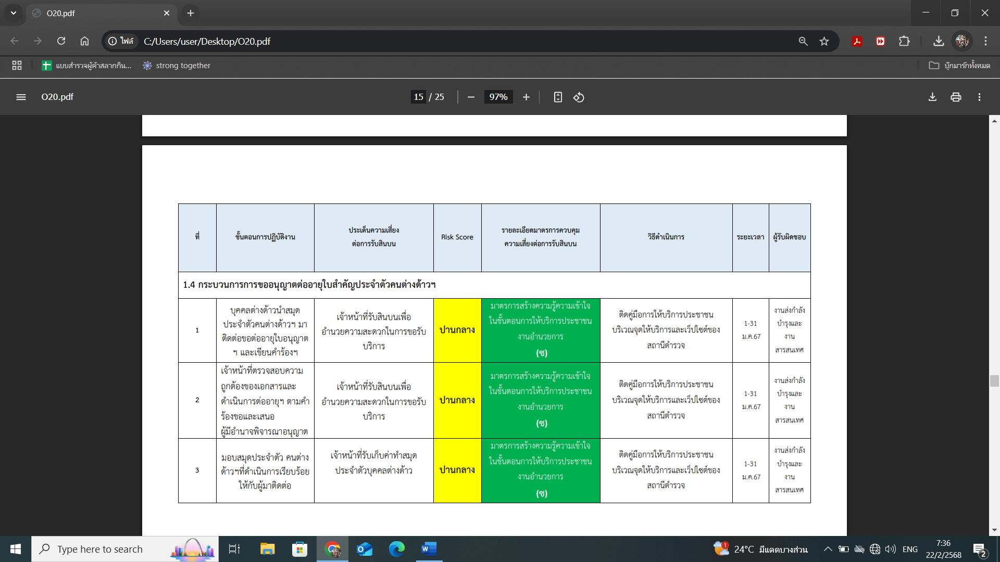 O20.pdf
ไฟล์
C:/Users/user/Desktop/O20.pdf
แบบสำรวจผู้ค้าสลากกิน...
strong together
บุ๊กมาร์กทั้งหมด
O20.pdf
15 / 25
97%
ที่
ขั้นตอนการปฏิบัติงาน
ประเด็นความเสี่ยง
ต่อการรับสินบน
Risk Score
รายละเอียดมาตรการควบคุม
ความเสี่ยงต่อการรับสินบน
วิธีดำเนินการ
ระยะเวลา
ผู้รับผิดชอบ
1.4 กระบวนการการขออนุญาตต่ออายุใบสำคัญประจำตัวคนต่างด้าวฯ
1
บุคคลต่างด้าวนำสมุด
ประจำตัวคนต่างด้าวฯ มา
ติดต่อขอต่ออายุใบอนุญาต
ฯ และเขียนคำร้องฯ
เจ้าหน้าที่รับสินบนเพื่อ
อำนวยความสะดวกในการขอรับ
บริการ
ปานกลาง
มาตรการสร้างความรู้ความเข้าใจ
ในขั้นตอนการให้บริการประชาชน
งานอำนวยการ
(ซ)
ติดคู่มือการให้บริการประชาชน
บริเวณจุดให้บริการและเว็ปไซต์ของ
สถานีตำรวจ
1-31
ม.ค.67
งานส่งกำลัง
บำรุงและ
งาน
สารสนเทศ
2
เจ้าหน้าที่ตรวจสอบความ
ถูกต้องของเอกสารและ
ดำเนินการต่ออายุฯ ตามคำ
ร้องขอและเสนอ
ผู้มีอำนาจพิจารณาอนุญาต
เจ้าหน้าที่รับสินบนเพื่อ
อำนวยความสะดวกในการขอรับ
บริการ
ปานกลาง
มาตรการสร้างความรู้ความเข้าใจ
ในขั้นตอนการให้บริการประชาชน
งานอำนวยการ
(ซ)
ติดคู่มือการให้บริการประชาชน
บริเวณจุดให้บริการและเว็ปไซต์ของ
สถานีตำรวจ
1-31
ม.ค.67
งานส่งกำลัง
บำรุงและ
งาน
สารสนเทศ
3
มอบสมุดประจำตัว คนต่าง
ด้าวฯที่ดำเนินการเรียบร้อย
ให้กับผู้มาติดต่อ
เจ้าหน้าที่รับเก็บค่าทำสมุด
ประจำตัวบุคคลต่างด้าว
ปานกลาง
มาตรการสร้างความรู้ความเข้าใจ
ในขั้นตอนการให้บริการประชาชน
งานอำนวยการ
(ซ)
ติดคู่มือการให้บริการประชาชน
บริเวณจุดให้บริการและเว็ปไซต์ของ
สถานีตำรวจ
1-31
ม.ค.67
งานส่งกำลัง
บำรุงและ
งาน
สารสนเทศ
Type here to search
1
24°C มีแดดบางส่วน
ENG
7:36
22/2/2568
2